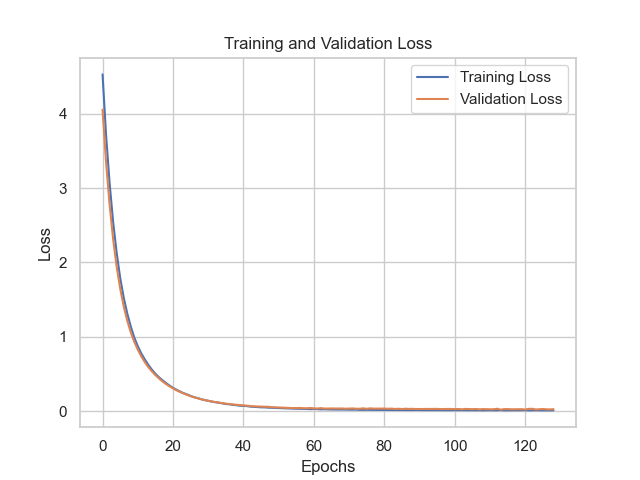 Training and Validation Loss
Training Loss
Validation Loss
4
3
2
1
0
Loss
0 20 40 60 80 100 120
Epochs